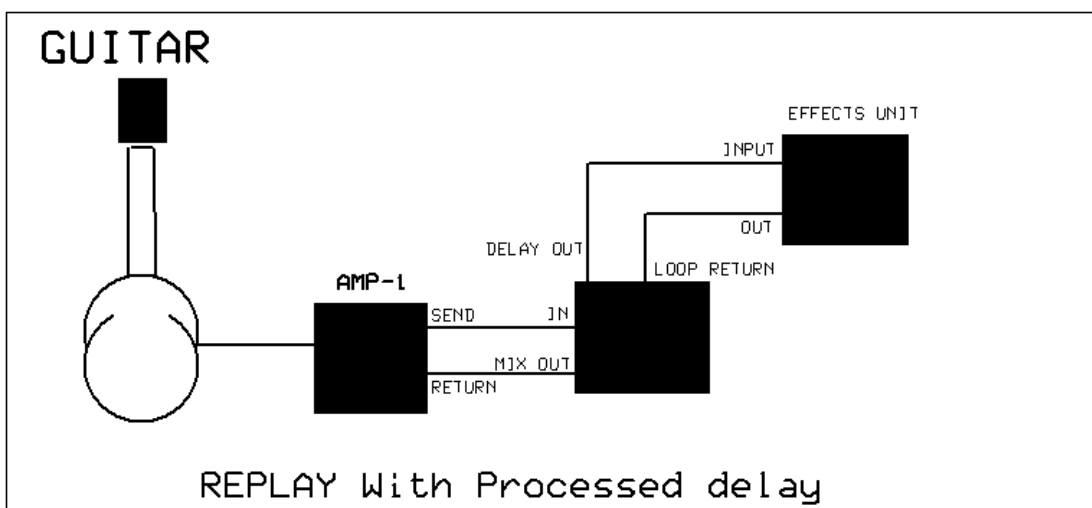 GUITAR
EFFECTS UNIT
INPUT
OUT
DELAY OUT
LOOP RETURN
AMP-1
SEND
IN
MIX OUT
RETURN
REPLAY With Processed delay